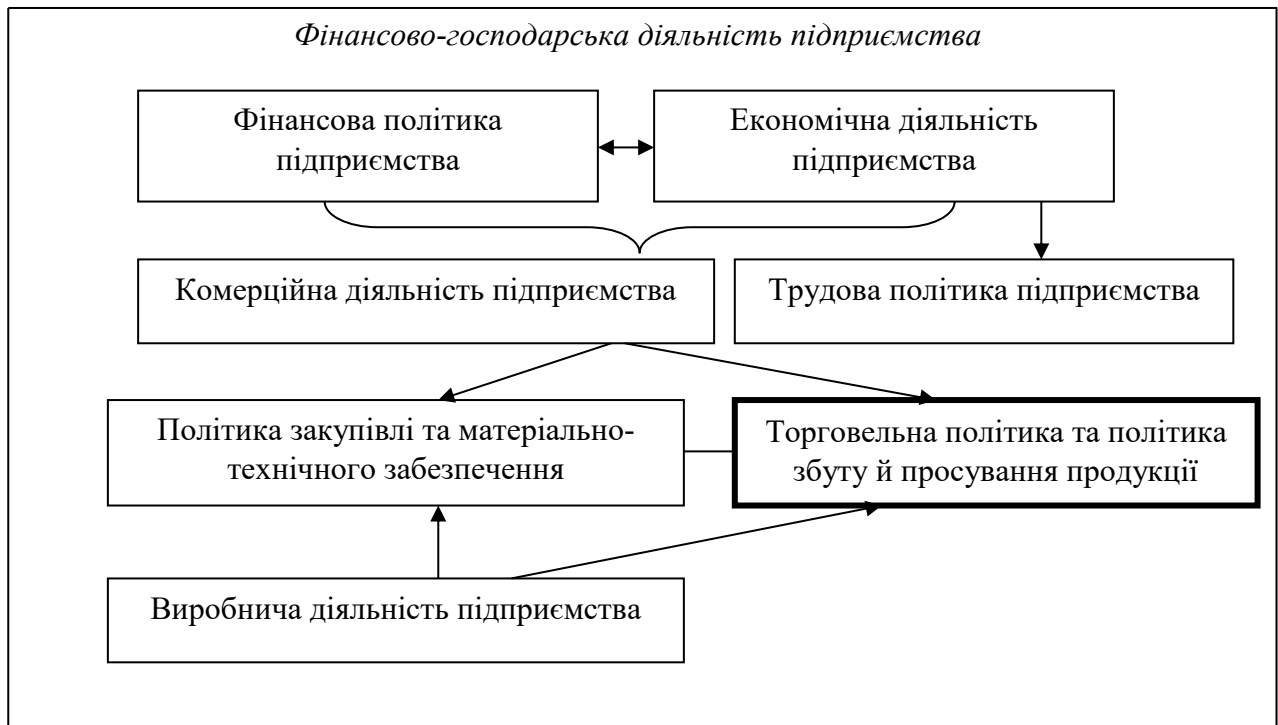 Фінансово-господарська діяльність підприємства
Фінансова політика
підприємства
Економічна діяльність
підприємства
Комерційна діяльність підприємства
Трудова політика підприємства
Політика закупівлі та матеріально-
технічного забезпечення
Торговельна політика та політика
збуту й просування продукції
Виробнича діяльність підприємства